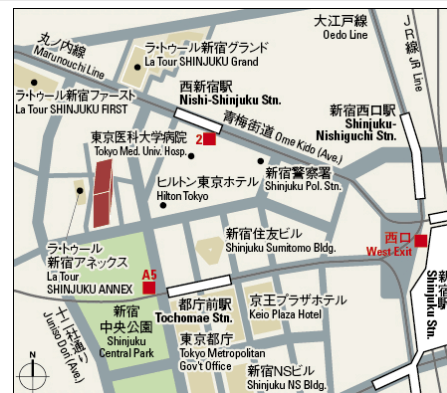 大江戸線
Oedo Line
JR線
JR Line
丸ノ内線
Marunouchi Line
ラ・トゥール新宿グランド
La Tour SHINJUKU Grand
西新宿駅
Nishi-Shinjuku Stn.
ラ・トゥール新宿ファースト
La Tour SHINJUKU FIRST
新宿西口駅
Shinjuku-
Nishiguchi Stn.
青梅街道 Ome Kido (Ave.)
東京医科大学病院
Tokyo Med. Univ. Hosp.
2
新宿警察署
Shinjuku Pol. Stn.
ヒルトン東京ホテル
Hilton Tokyo
新宿住友ビル
Shinjuku Sumitomo Bldg.
西口
West Exit
ラ・トゥール
新宿アネックス
La Tour
SHINJUKU ANNEX
A5
新宿駅
Shinjuku Stn.
都庁前駅
Tochomae Stn.
京王プラザホテル
Keio Plaza Hotel
新宿
中央公園
Shinjuku
Central Park
十二社通り
Juniso Dori (Ave.)
東京都庁
Tokyo Metropolitan
Gov't Office
新宿NSビル
Shinjuku NS Bldg.
N